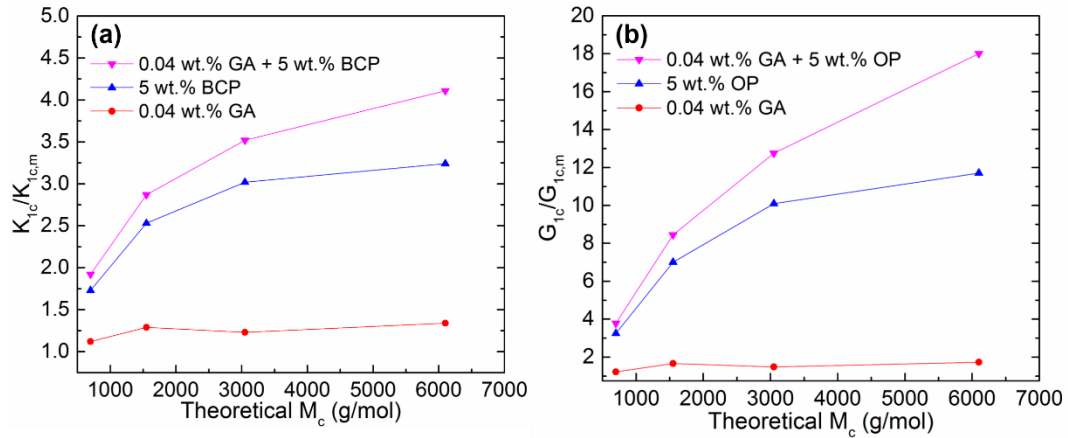 (a)
0.04 wt.% GA + 5 wt.% BCP
5 wt.% BCP
0.04 wt.% GA
K1c/K1c,m
5.0
4.5
4.0
3.5
3.0
2.5
2.0
1.5
1.0
1000 2000 3000 4000 5000 6000 7000
Theoretical Mc (g/mol)
(b)
0.04 wt.% GA + 5 wt.% OP
5 wt.% OP
0.04 wt.% GA
G1c/G1c,m
20
18
16
14
12
10
8
6
4
2
1000 2000 3000 4000 5000 6000 7000
Theoretical Mc (g/mol)